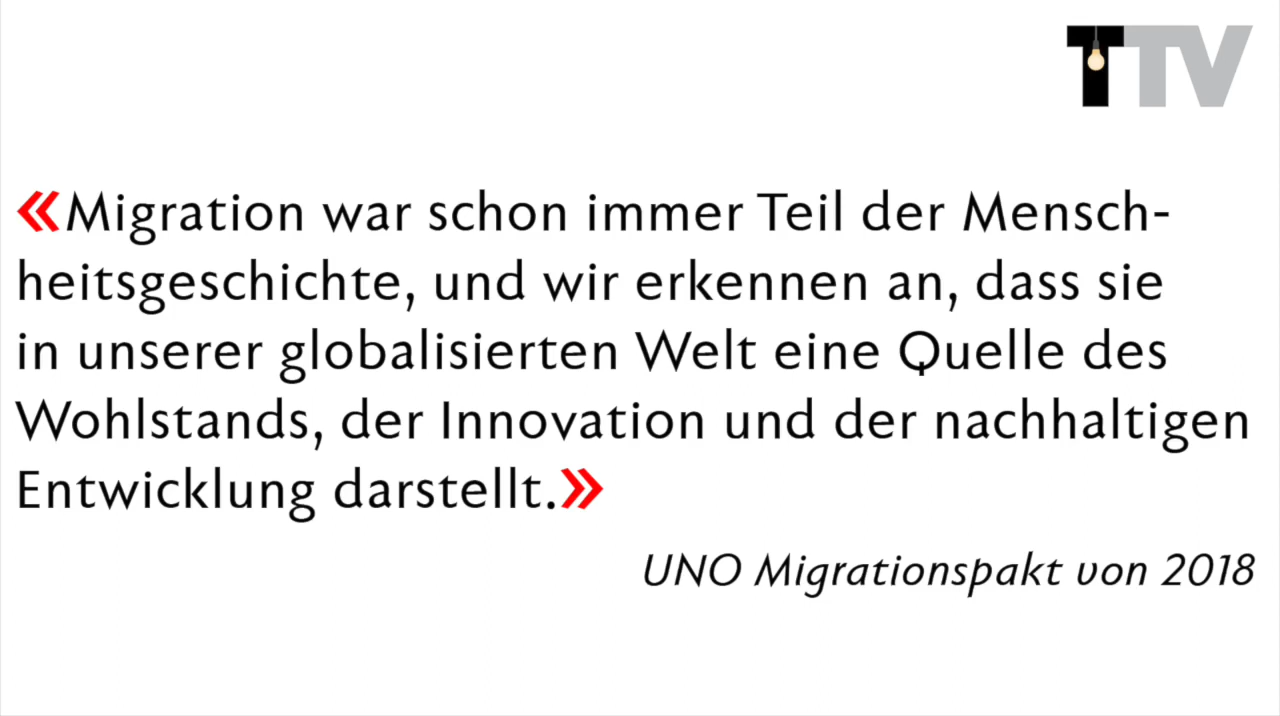 TTV
«Migration war schon immer Teil der Mensch-
heitsgeschichte, und wir erkennen an, dass sie
in unserer globalisierten Welt eine Quelle des
Wohlstands, der Innovation und der nachhaltigen
Entwicklung darstellt.»
UNO Migrationspakt von 2018